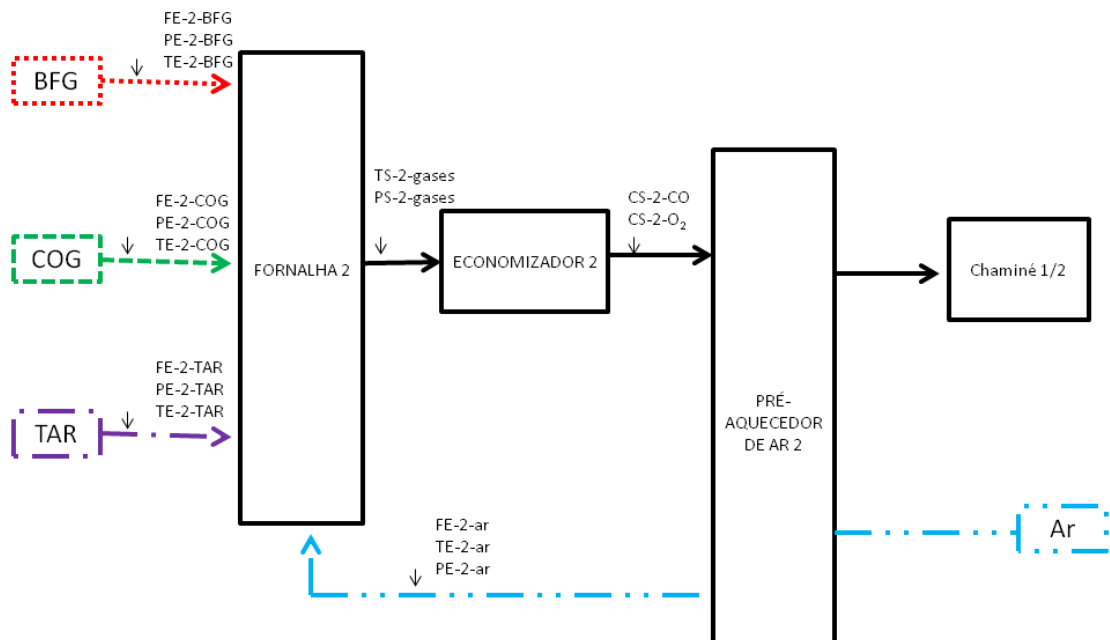 FE-2-BFG
PE-2-BFG
TE-2-BFG
BFG
FE-2-COG
PE-2-COG
TE-2-COG
COG
FE-2-TAR
PE-2-TAR
TE-2-TAR
TAR
FORNALHA 2
TS-2-gases
PS-2-gases
ECONOMIZADOR 2
CS-2-CO
CS-2-O₂
PRÉ-
AQUECEDOR
DE AR 2
Chaminé 1/2
FE-2-ar
TE-2-ar
PE-2-ar
Ar